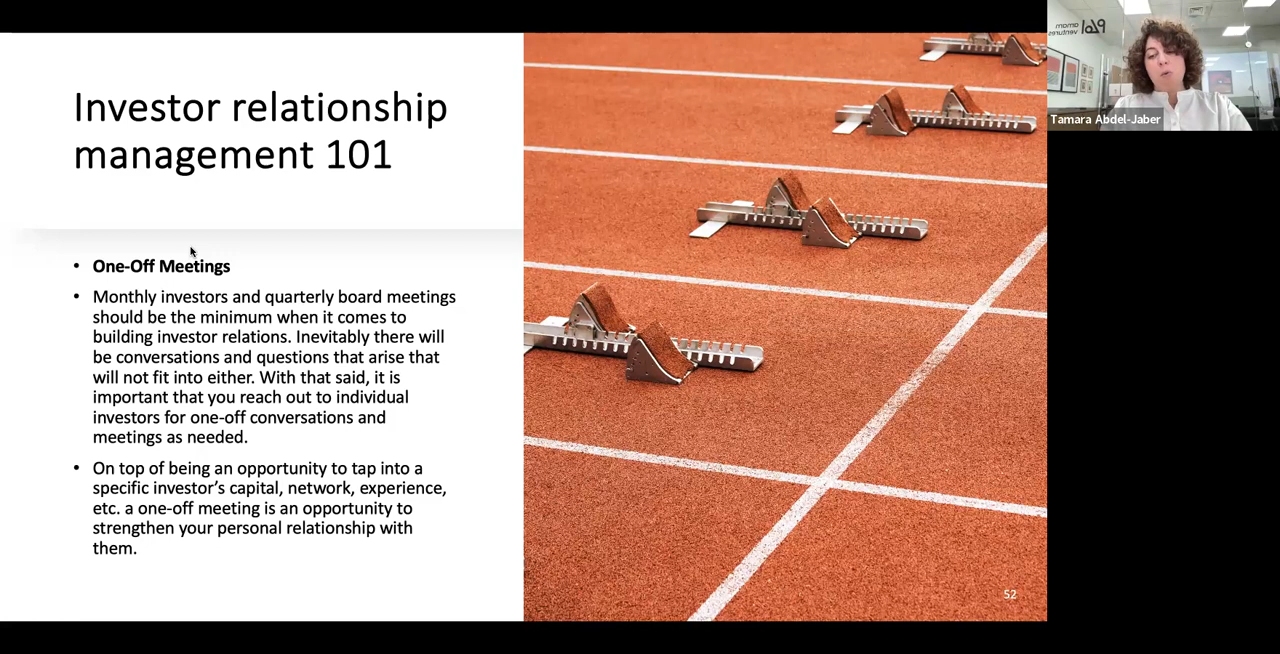 Investor relationship
management 101
• One-Off Meetings
• Monthly investors and quarterly board meetings
should be the minimum when it comes to
building investor relations. Inevitably there will
be conversations and questions that arise that
will not fit into either. With that said, it is
important that you reach out to individual
investors for one-off conversations and
meetings as needed.
• On top of being an opportunity to tap into a
specific investor’s capital, network, experience,
etc. a one-off meeting is an opportunity to
strengthen your personal relationship with
them.
52
amam
ventures
Tamara Abdel-Jaber